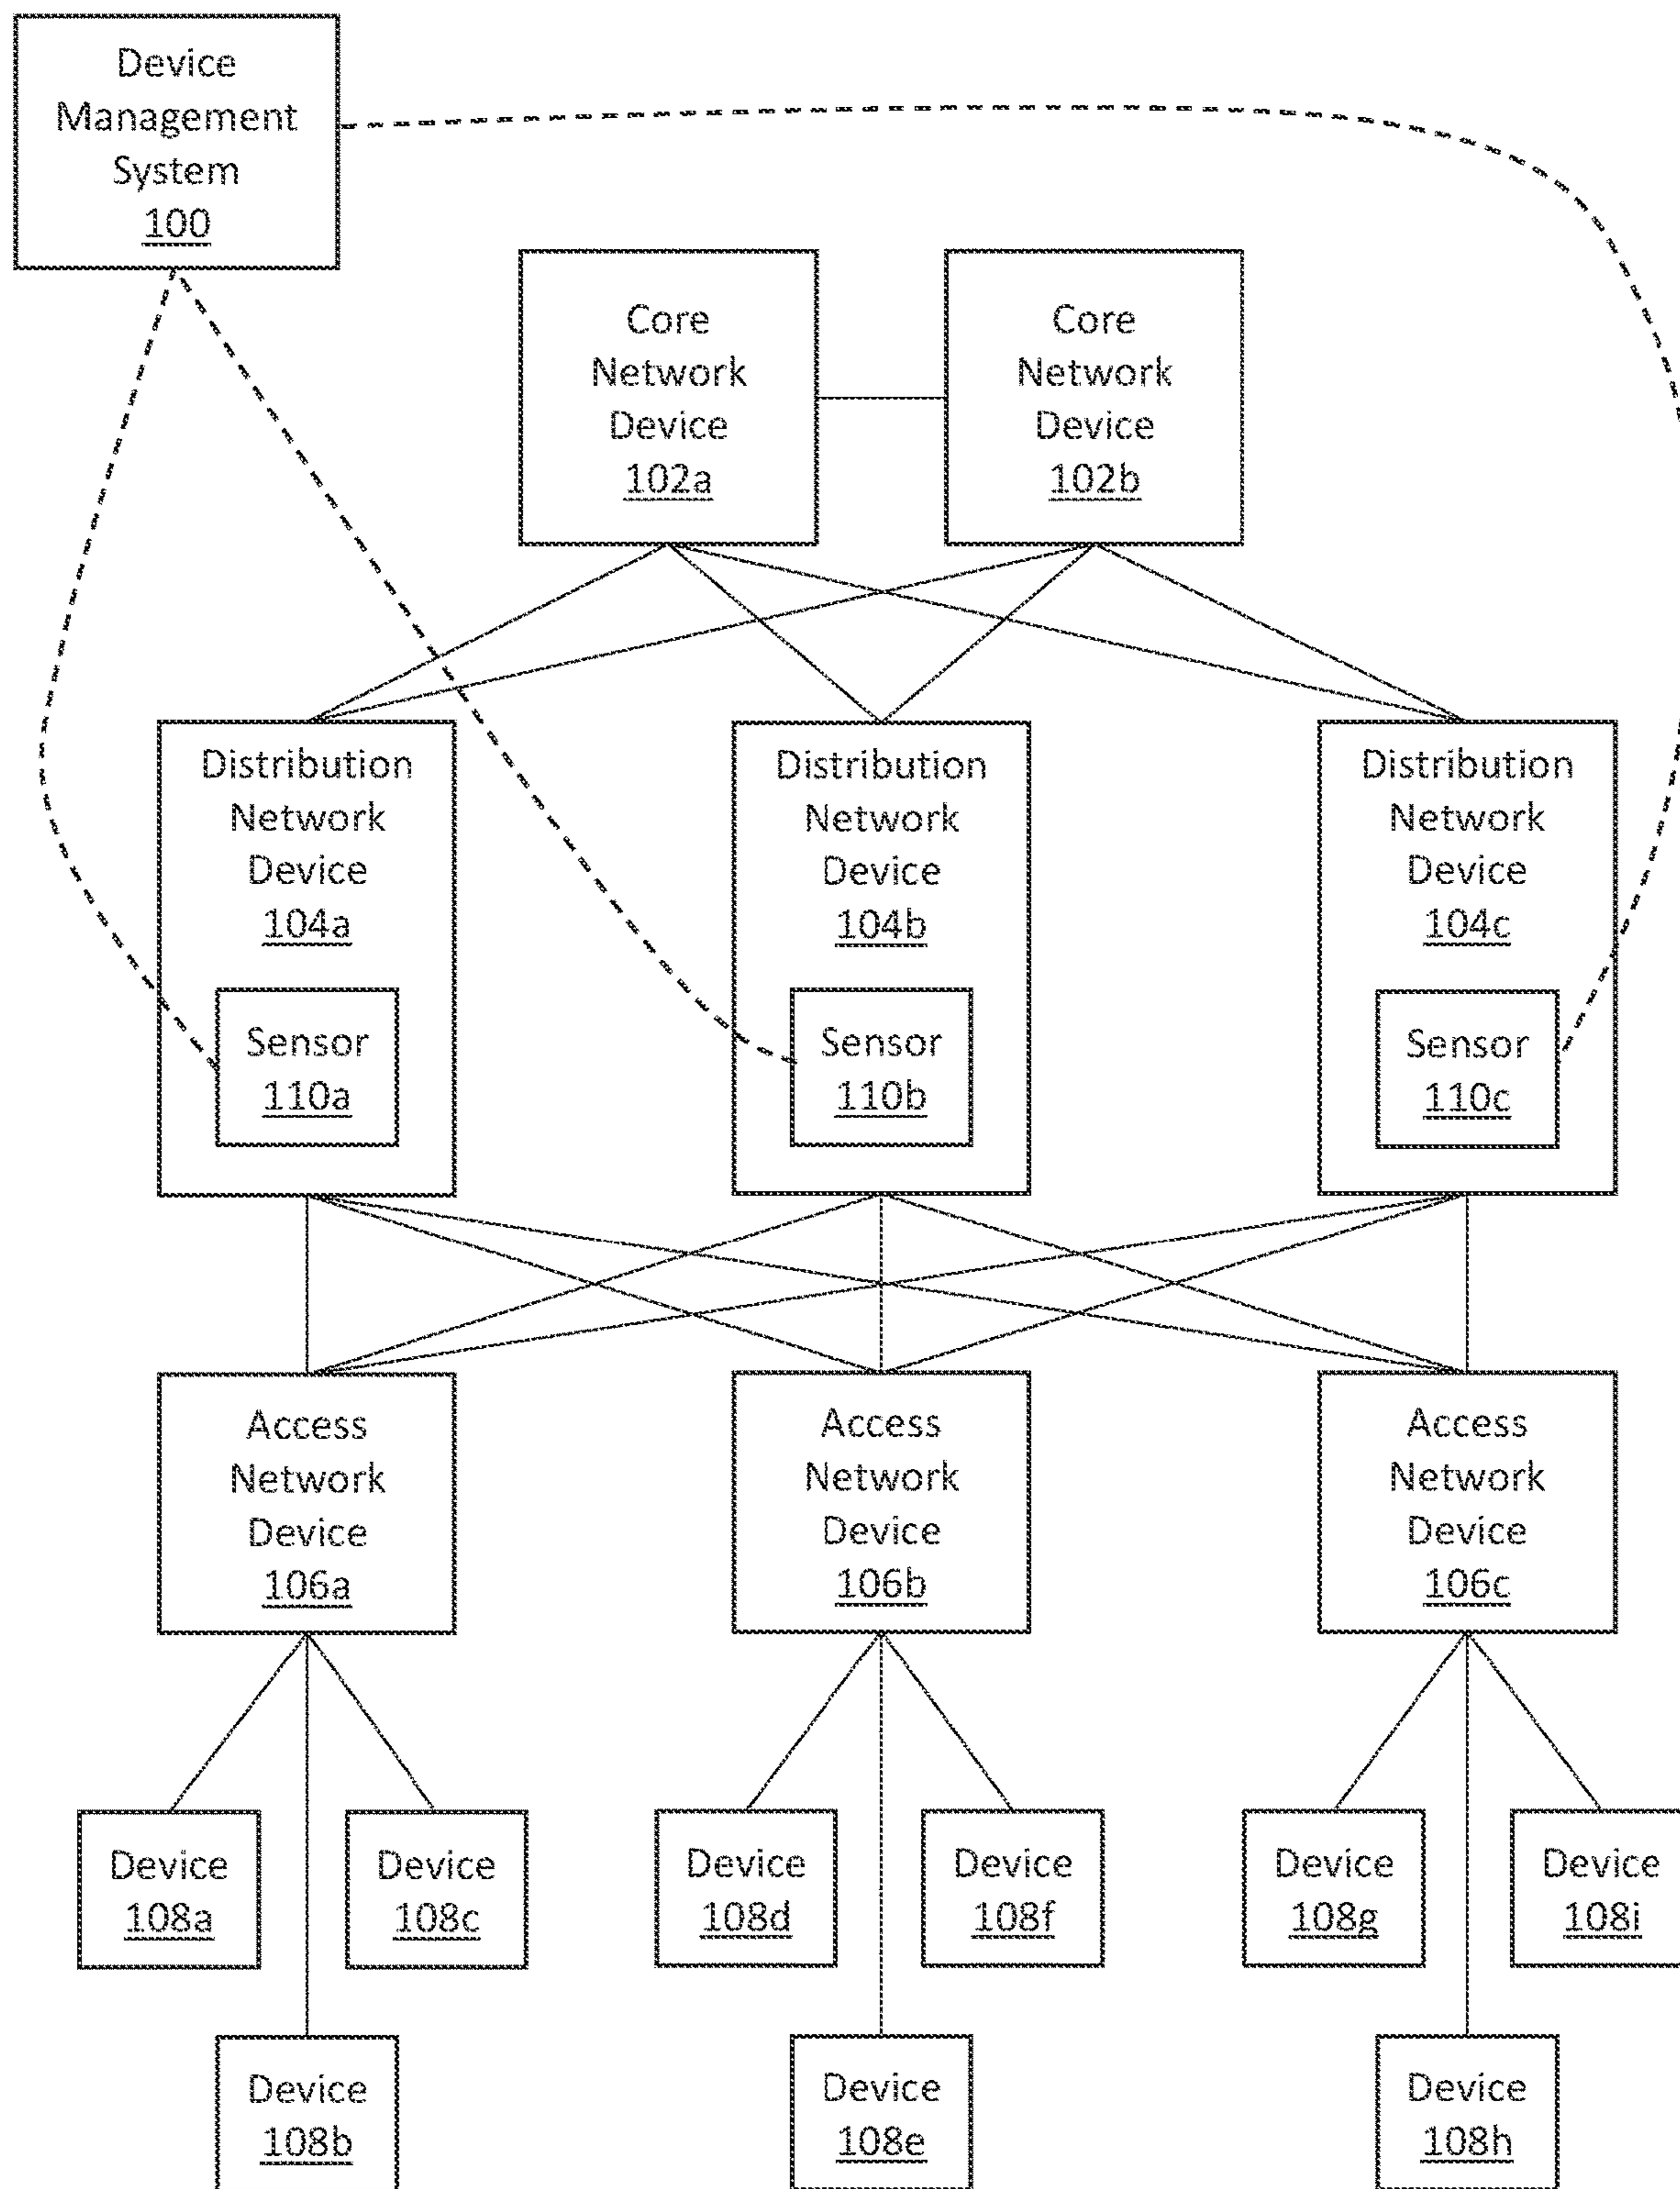 Device
Management
System
100
Core
Network
Device
102a
Core
Network
Device
102b
Distribution
Network
Device
104a
Sensor
110a
Distribution
Network
Device
104b
Sensor
110b
Distribution
Network
Device
104c
Sensor
110c
Access
Network
Device
106a
Access
Network
Device
106b
Access
Network
Device
106c
Device
108a
Device
108c
Device
108d
Device
108f
Device
108g
Device
108i
Device
108b
Device
108e
Device
108h